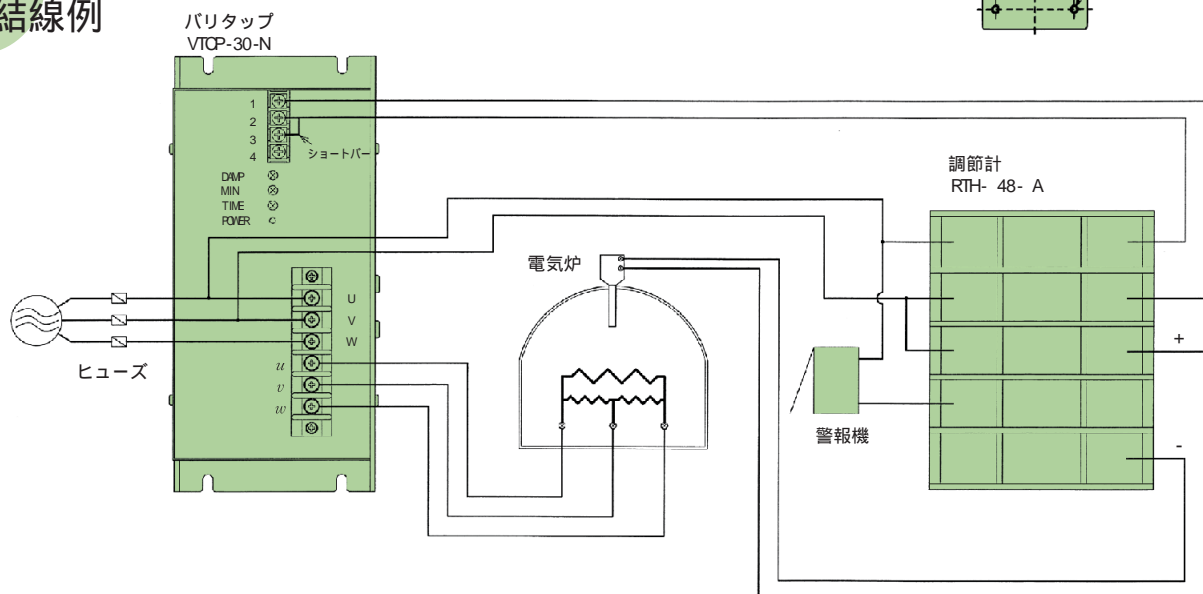 結線例
バリタップ
VTCP-30-N
1
2
3
4
ショートバー
DAMP
MIN
TIME
POWER
U
V
W
u
v
w
ヒューズ
電気炉
警報機
調節計
RTH- 48- A
+
-